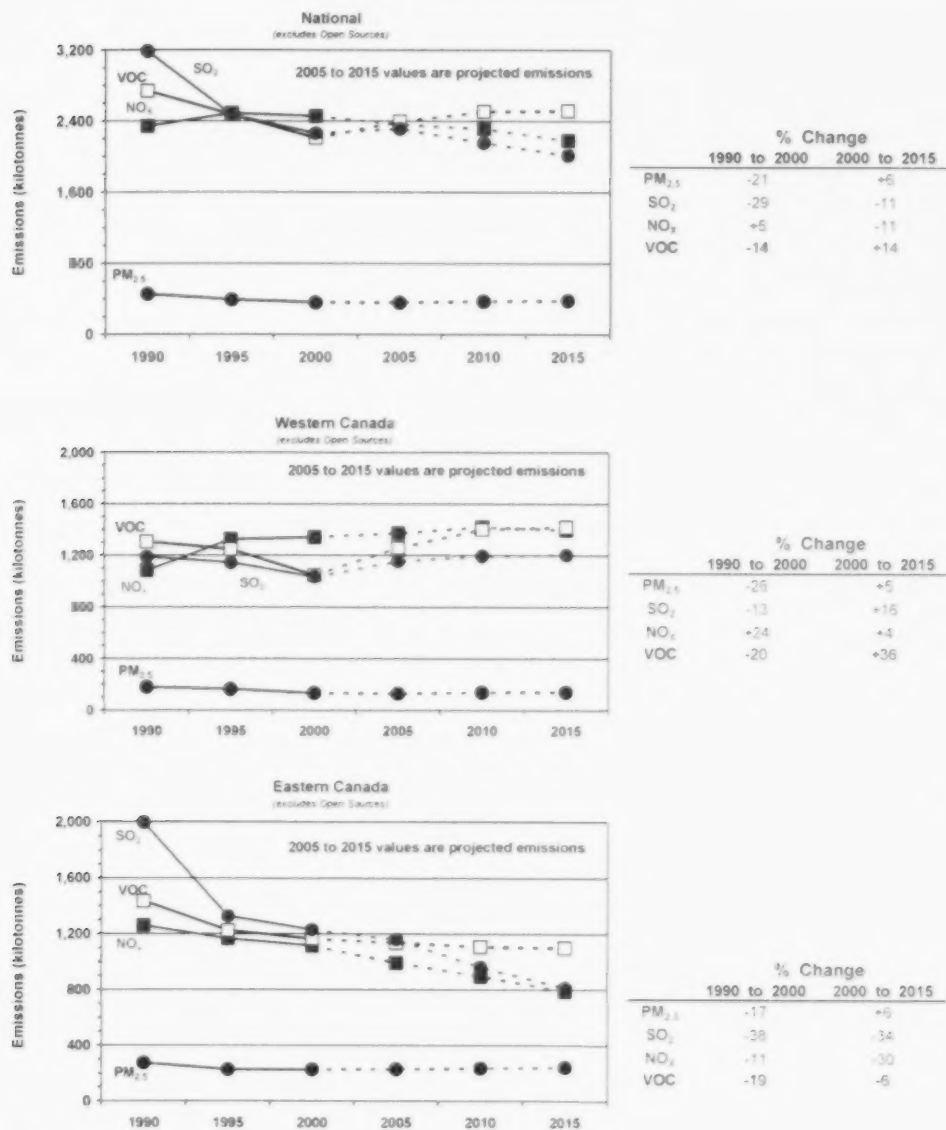 National
(excludes Open Sources)
3,200
VOC
SO₂
2005 to 2015 values are projected emissions
NOₓ
2,400
Emissions (kilotonnes)
1,600
800
PM₂.₅
0
1990 1995 2000 2005 2010 2015
% Change
1990 to 2000 2000 to 2015
PM₂.₅ -21 +6
SO₂ -29 -11
NOₓ +5 -11
VOC -14 +14
Western Canada
(excludes Open Sources)
2,000
2005 to 2015 values are projected emissions
1,600
VOC
1,200
NOₓ
SO₂
Emissions (kilotonnes)
800
400
PM₂.₅
0
1990 1995 2000 2005 2010 2015
% Change
1990 to 2000 2000 to 2015
PM₂.₅ -26 +5
SO₂ -13 +16
NOₓ +24 +4
VOC -20 +36
Eastern Canada
(excludes Open Sources)
2,000
SO₂
2005 to 2015 values are projected emissions
1,600
VOC
1,200
NOₓ
Emissions (kilotonnes)
800
400
PM₂.₅
0
1990 1995 2000 2005 2010 2015
% Change
1990 to 2000 2000 to 2015
PM₂.₅ -17 +6
SO₂ -38 -34
NOₓ -11 -30
VOC -19 -6